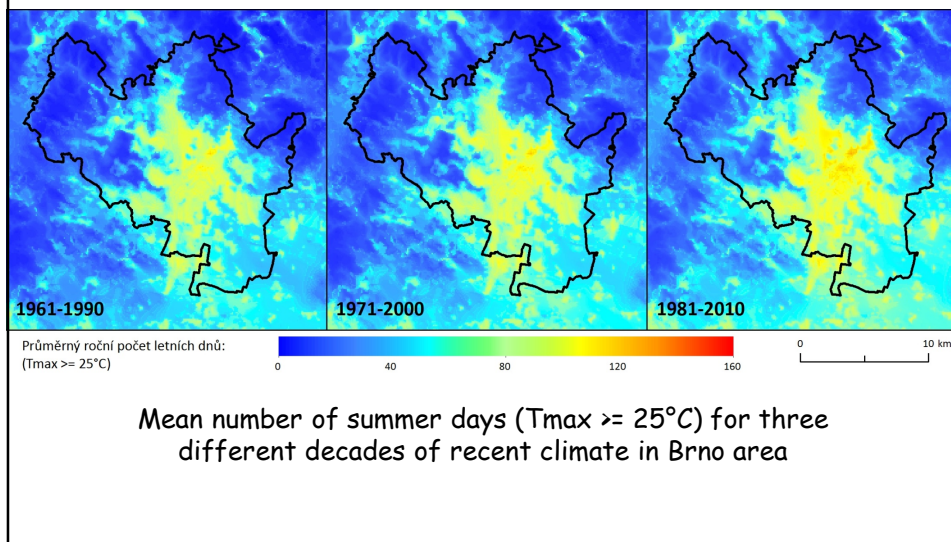 1961-1990
1971-2000
1981-2010
Průměrný roční počet letních dnů:
(Tmax >= 25°C)
0
40
80
120
160
0
10 km
Mean number of summer days (Tmax >= 25°C) for three
different decades of recent climate in Brno area